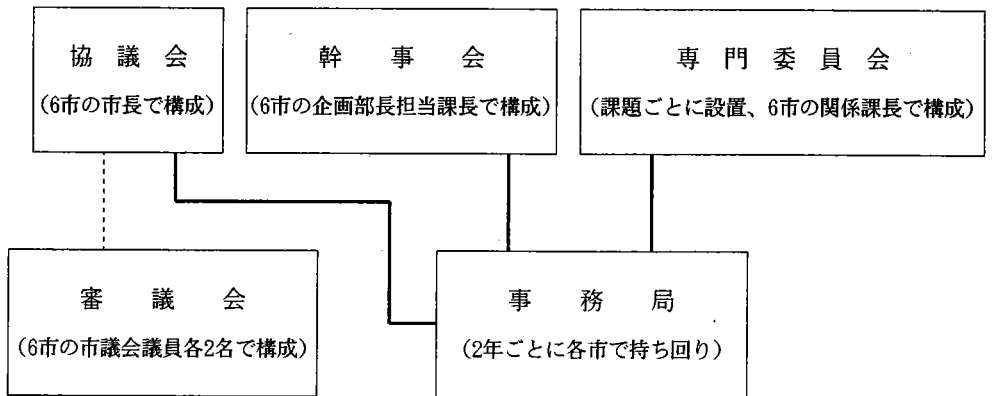 協議会
(6市の市長で構成)
幹事会
(6市の企画部長担当課長で構成)
専門委員会
(課題ごとに設置、6市の関係課長で構成)
審議会
(6市の市議会議員各2名で構成)
事務局
(2年ごとに各市で持ち回り)